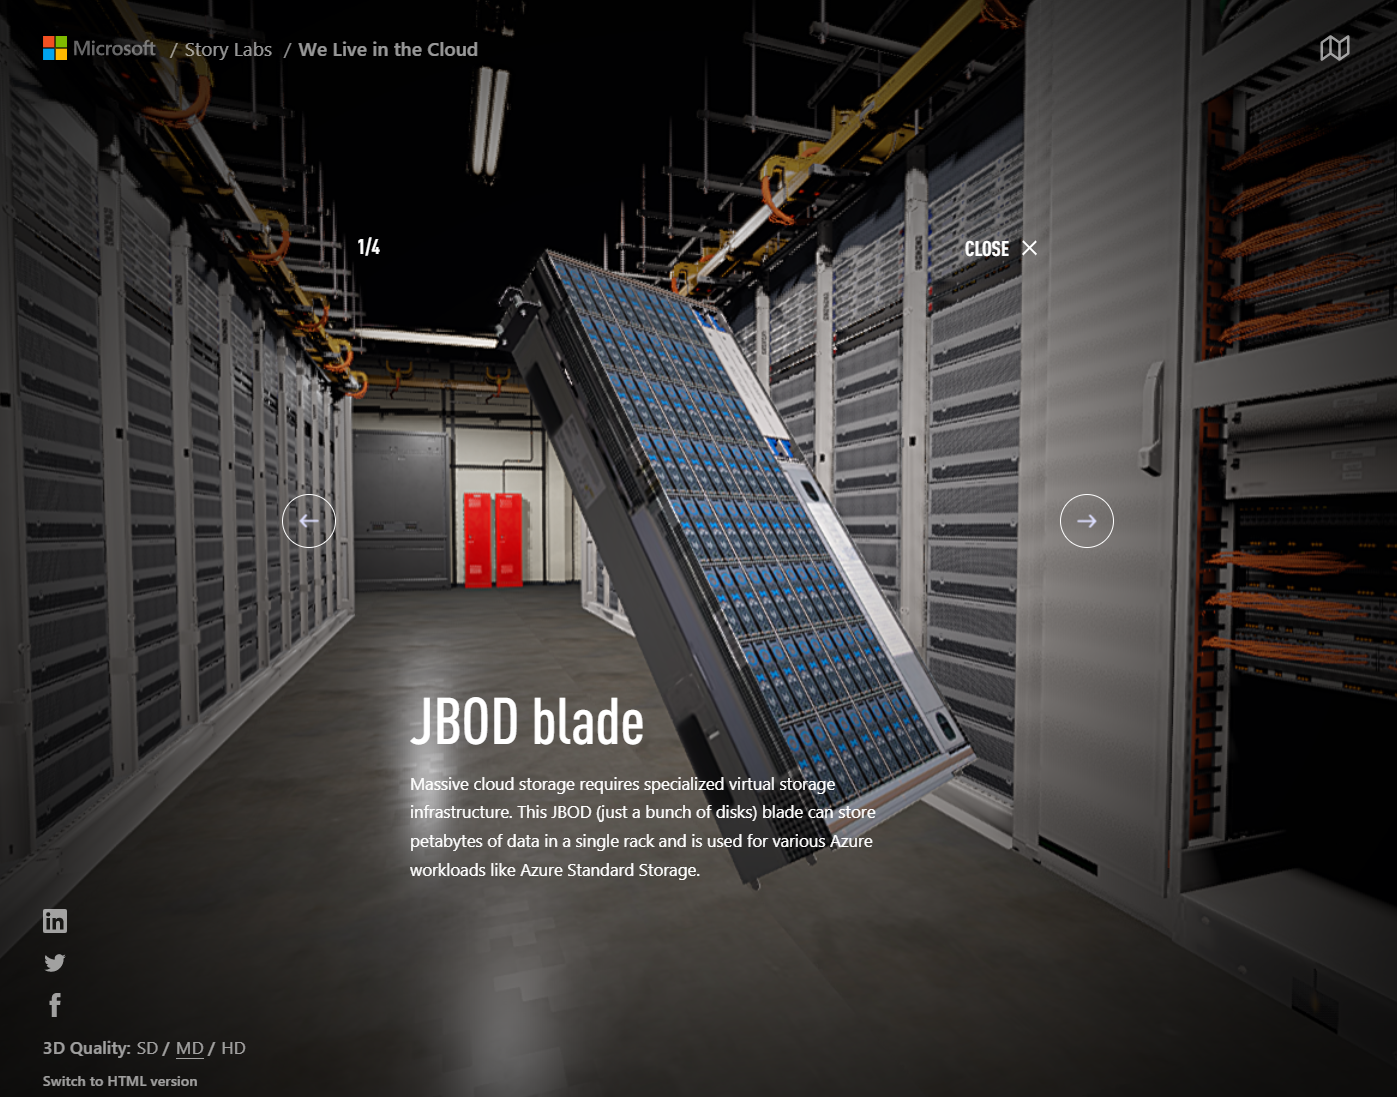 Microsoft / Story Labs / We Live in the Cloud
1/4
CLOSE
JBOD blade
Massive cloud storage requires specialized virtual storage
infrastructure. This JBOD (just a bunch of disks) blade can store
petabytes of data in a single rack and is used for various Azure
workloads like Azure Standard Storage.
in
f
3D Quality: SD / MD / HD
Switch to HTML version